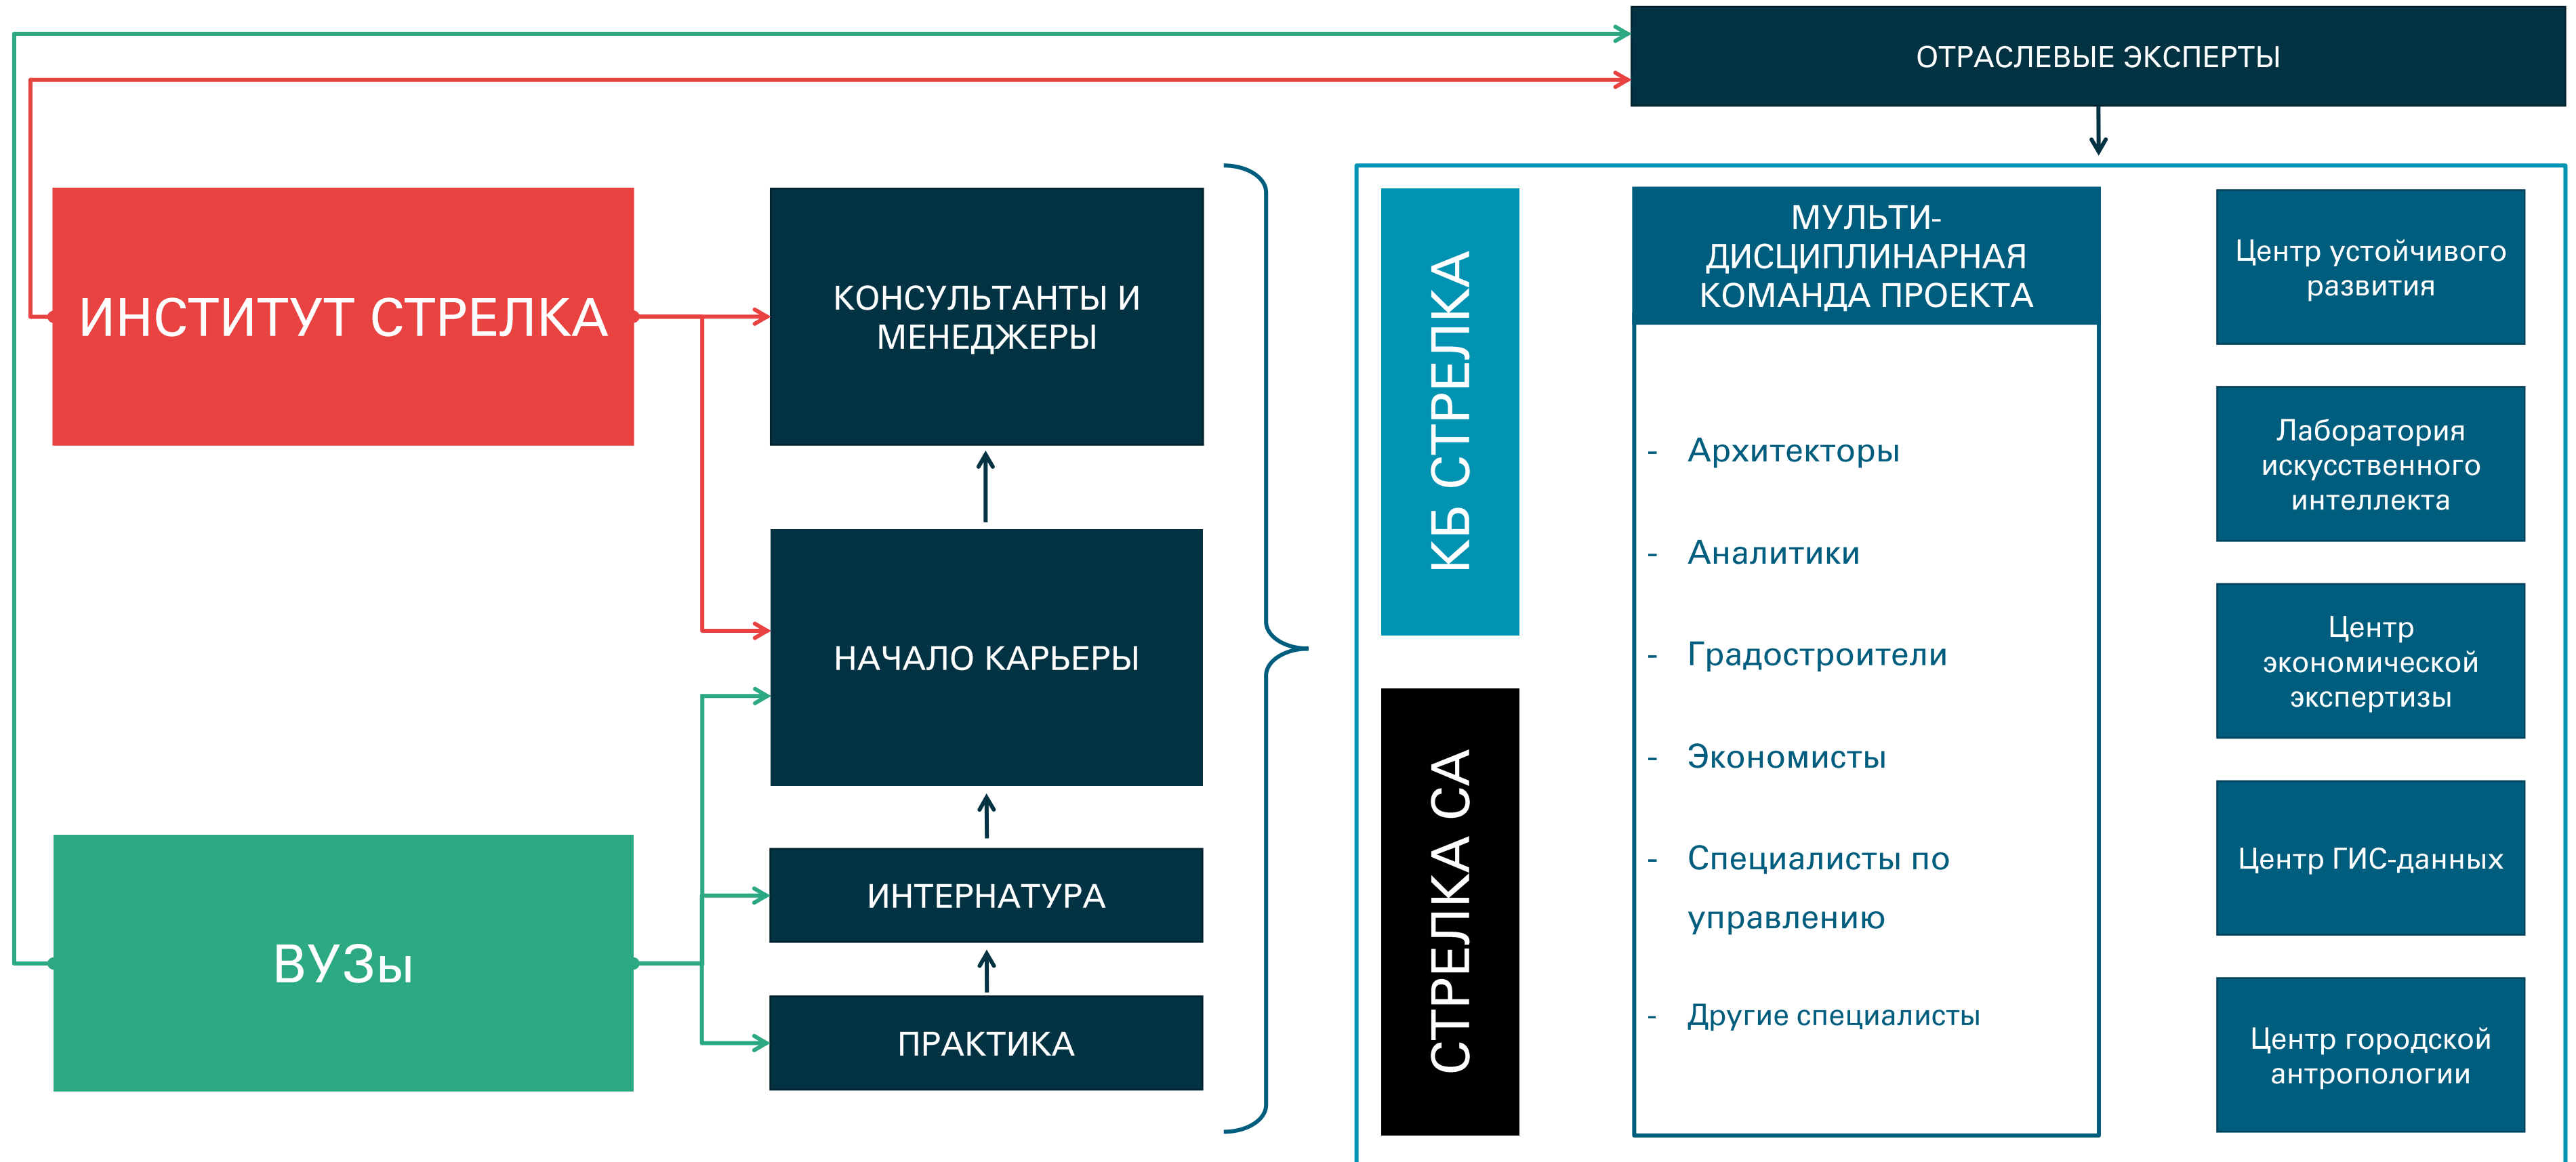 ОТРАСЛЕВЫЕ ЭКСПЕРТЫ
ИНСТИТУТ СТРЕЛКА
КОНСУЛЬТАНТЫ И
МЕНЕДЖЕРЫ
НАЧАЛО КАРЬЕРЫ
ВУЗы
ИНТЕРНАТУРА
ПРАКТИКА
КБ СТРЕЛКА
СТРЕЛКА СА
МУЛЬТИ-
ДИСЦИПЛИНАРНАЯ
КОМАНДА ПРОЕКТА
- Архитекторы
- Аналитики
- Градостроители
- Экономисты
- Специалисты по
управлению
- Другие специалисты
Центр устойчивого
развития
Лаборатория
искусственного
интеллекта
Центр
экономической
экспертизы
Центр ГИС-данных
Центр городской
антропологии